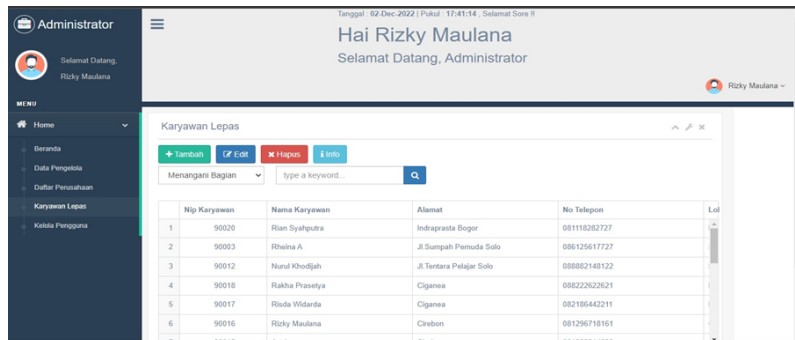 Administrator
Tanggal : 02-Dec-2022 | Pukul : 17:41:14 , Selamat Sore !!
Hai Rizky Maulana
Selamat Datang, Administrator
Selamat Datang,
Rizky Maulana
Rizky Maulana
MENU
Home
Beranda
Data Pengelola
Daftar Perusahaan
Karyawan Lepas
Kelola Pengguna
Karyawan Lepas
+ Tambah Edit × Hapus i Info
Menangani Bagian type a keyword...
Nip Karyawan Nama Karyawan Alamat No Telepon
1 90020 Rian Syahputra Indraprasta Bogor 081118282727
2 90003 Rheina A Jl.Sumpah Pemuda Solo 086125617727
3 90012 Nurul Khodijah Jl.Tentara Pelajar Solo 088882148122
4 90018 Rakha Prasetya Ciganea 088222622621
5 90017 Risda Widarda Ciganea 082186442211
6 90016 Rizky Maulana Cirebon 081296718161